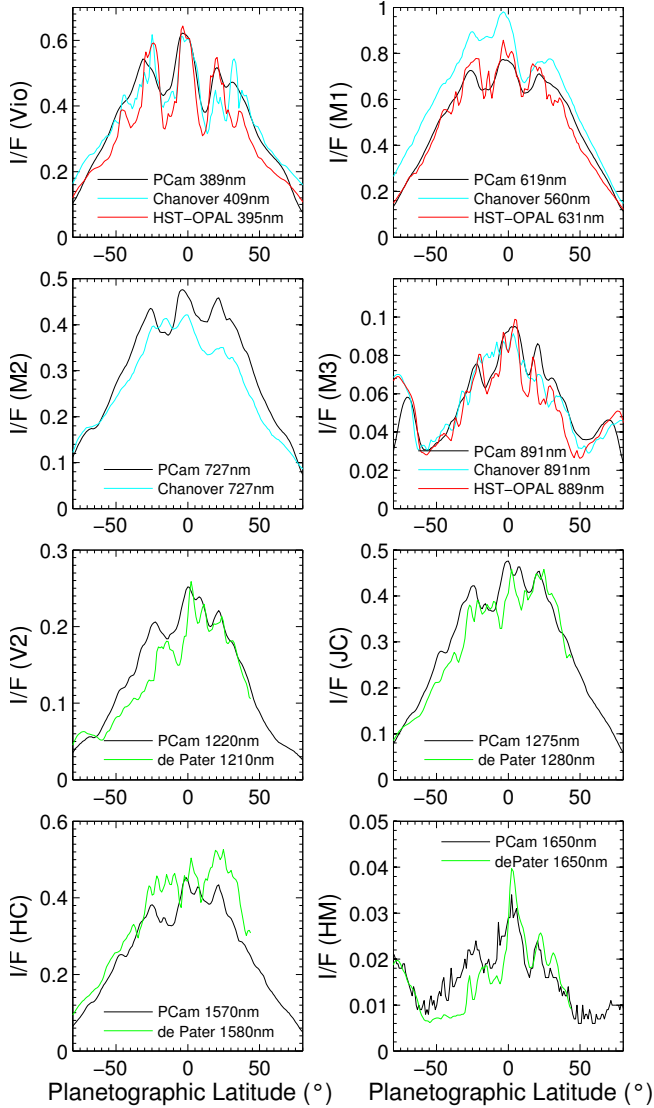 I/F (Vio)
0.6
0.4
0.2
0
PCam 389nm
Chanover 409nm
HST−OPAL 395nm
−50 0 50
I/F (M1)
1
0.8
0.6
0.4
0.2
0
PCam 619nm
Chanover 560nm
HST−OPAL 631nm
−50 0 50
I/F (M2)
0.5
0.4
0.3
0.2
0.1
0
PCam 727nm
Chanover 727nm
−50 0 50
I/F (M3)
0.1
0.08
0.06
0.04
0.02
0
PCam 891nm
Chanover 891nm
HST−OPAL 889nm
−50 0 50
I/F (V2)
0.3
0.2
0.1
0
PCam 1220nm
de Pater 1210nm
−50 0 50
I/F (JC)
0.5
0.4
0.3
0.2
0.1
0
PCam 1275nm
de Pater 1280nm
−50 0 50
I/F (HC)
0.6
0.4
0.2
0
PCam 1570nm
de Pater 1580nm
−50 0 50
Planetographic Latitude (°)
I/F (HM)
0.05
0.04
0.03
0.02
0.01
0
PCam 1650nm
dePater 1650nm
−50 0 50
Planetographic Latitude (°)